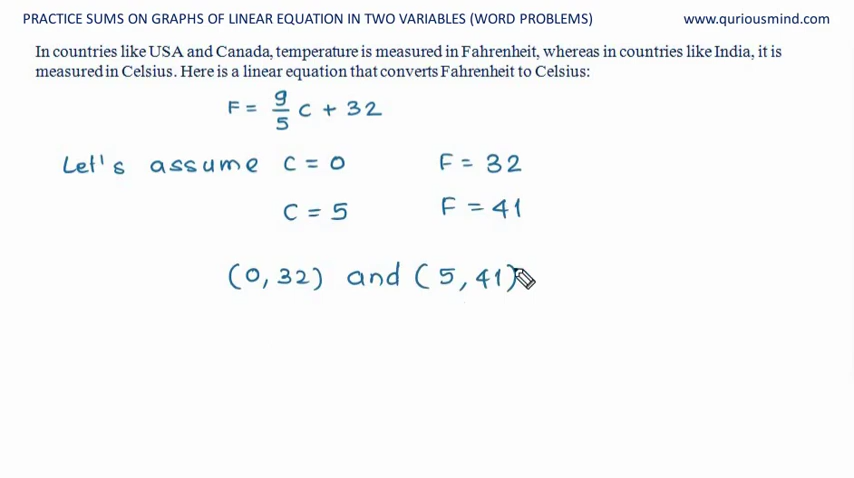 PRACTICE SUMS ON GRAPHS OF LINEAR EQUATION IN TWO VARIABLES (WORD PROBLEMS) www.quriousmind.com
In countries like USA and Canada, temperature is measured in Fahrenheit, whereas in countries like India, it is
measured in Celsius. Here is a linear equation that converts Fahrenheit to Celsius:
F = 9/5 C + 32
Let's assume C = 0 F = 32
C = 5 F = 41
(0, 32) and (5, 41)